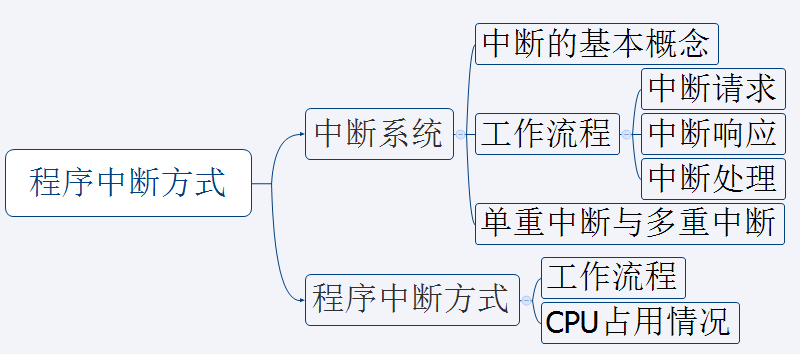 程序中断方式
中断系统
中断的基本概念
工作流程
中断请求
中断响应
中断处理
单重中断与多重中断
程序中断方式
工作流程
CPU占用情况